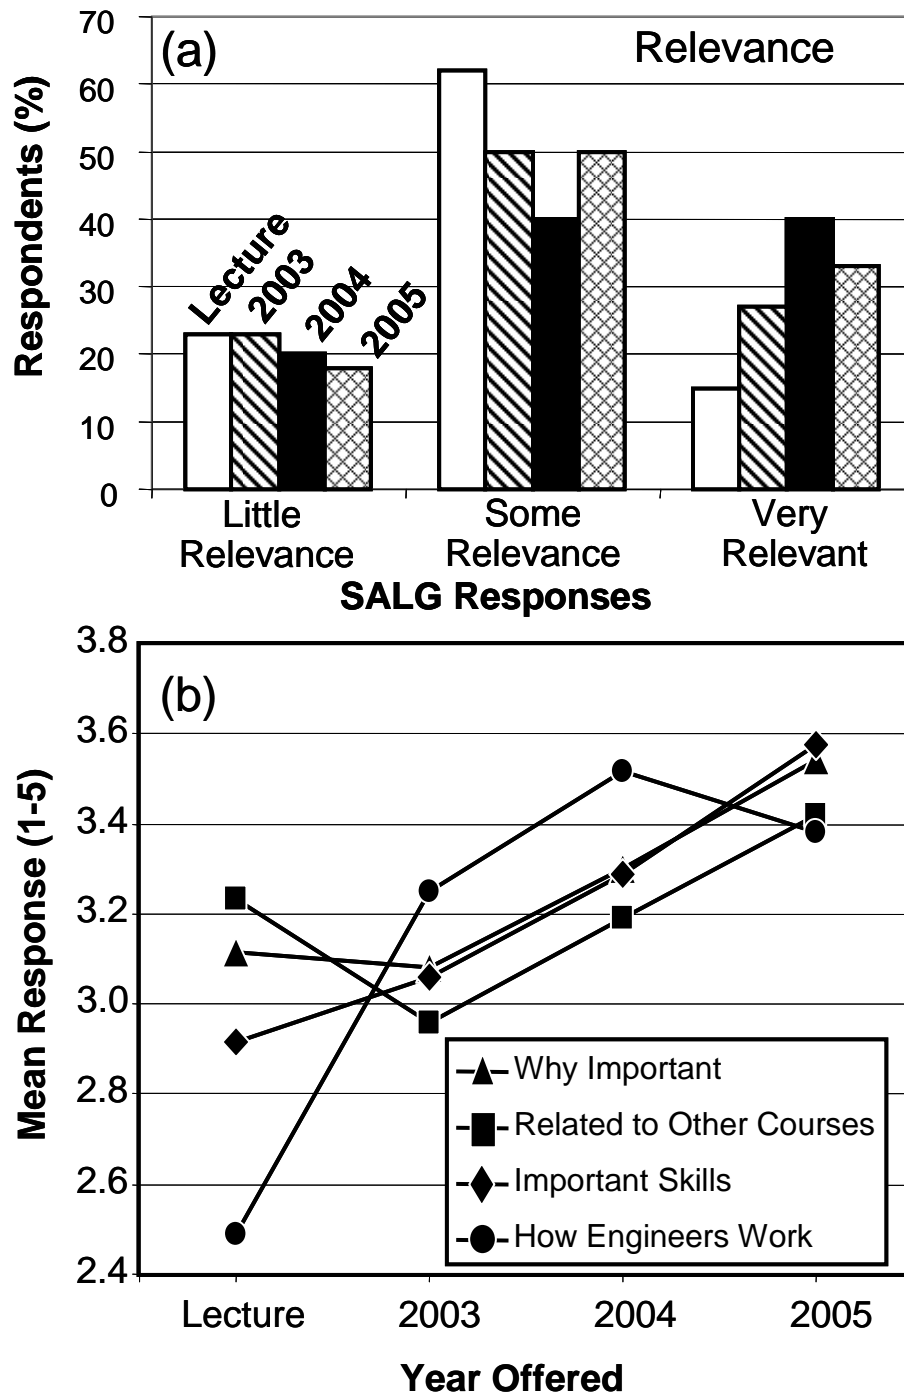 70
(a)
Relevance
60
50
40
30
20
10
0
Respondents (%)
Lecture
2003
2004
2005
Little
Relevance
Some
Relevance
Very
Relevant
SALG Responses
3.8
(b)
3.6
3.4
3.2
3.0
2.8
2.6
2.4
Mean Response (1-5)
Why Important
Related to Other Courses
Important Skills
How Engineers Work
Lecture
2003
2004
2005
Year Offered